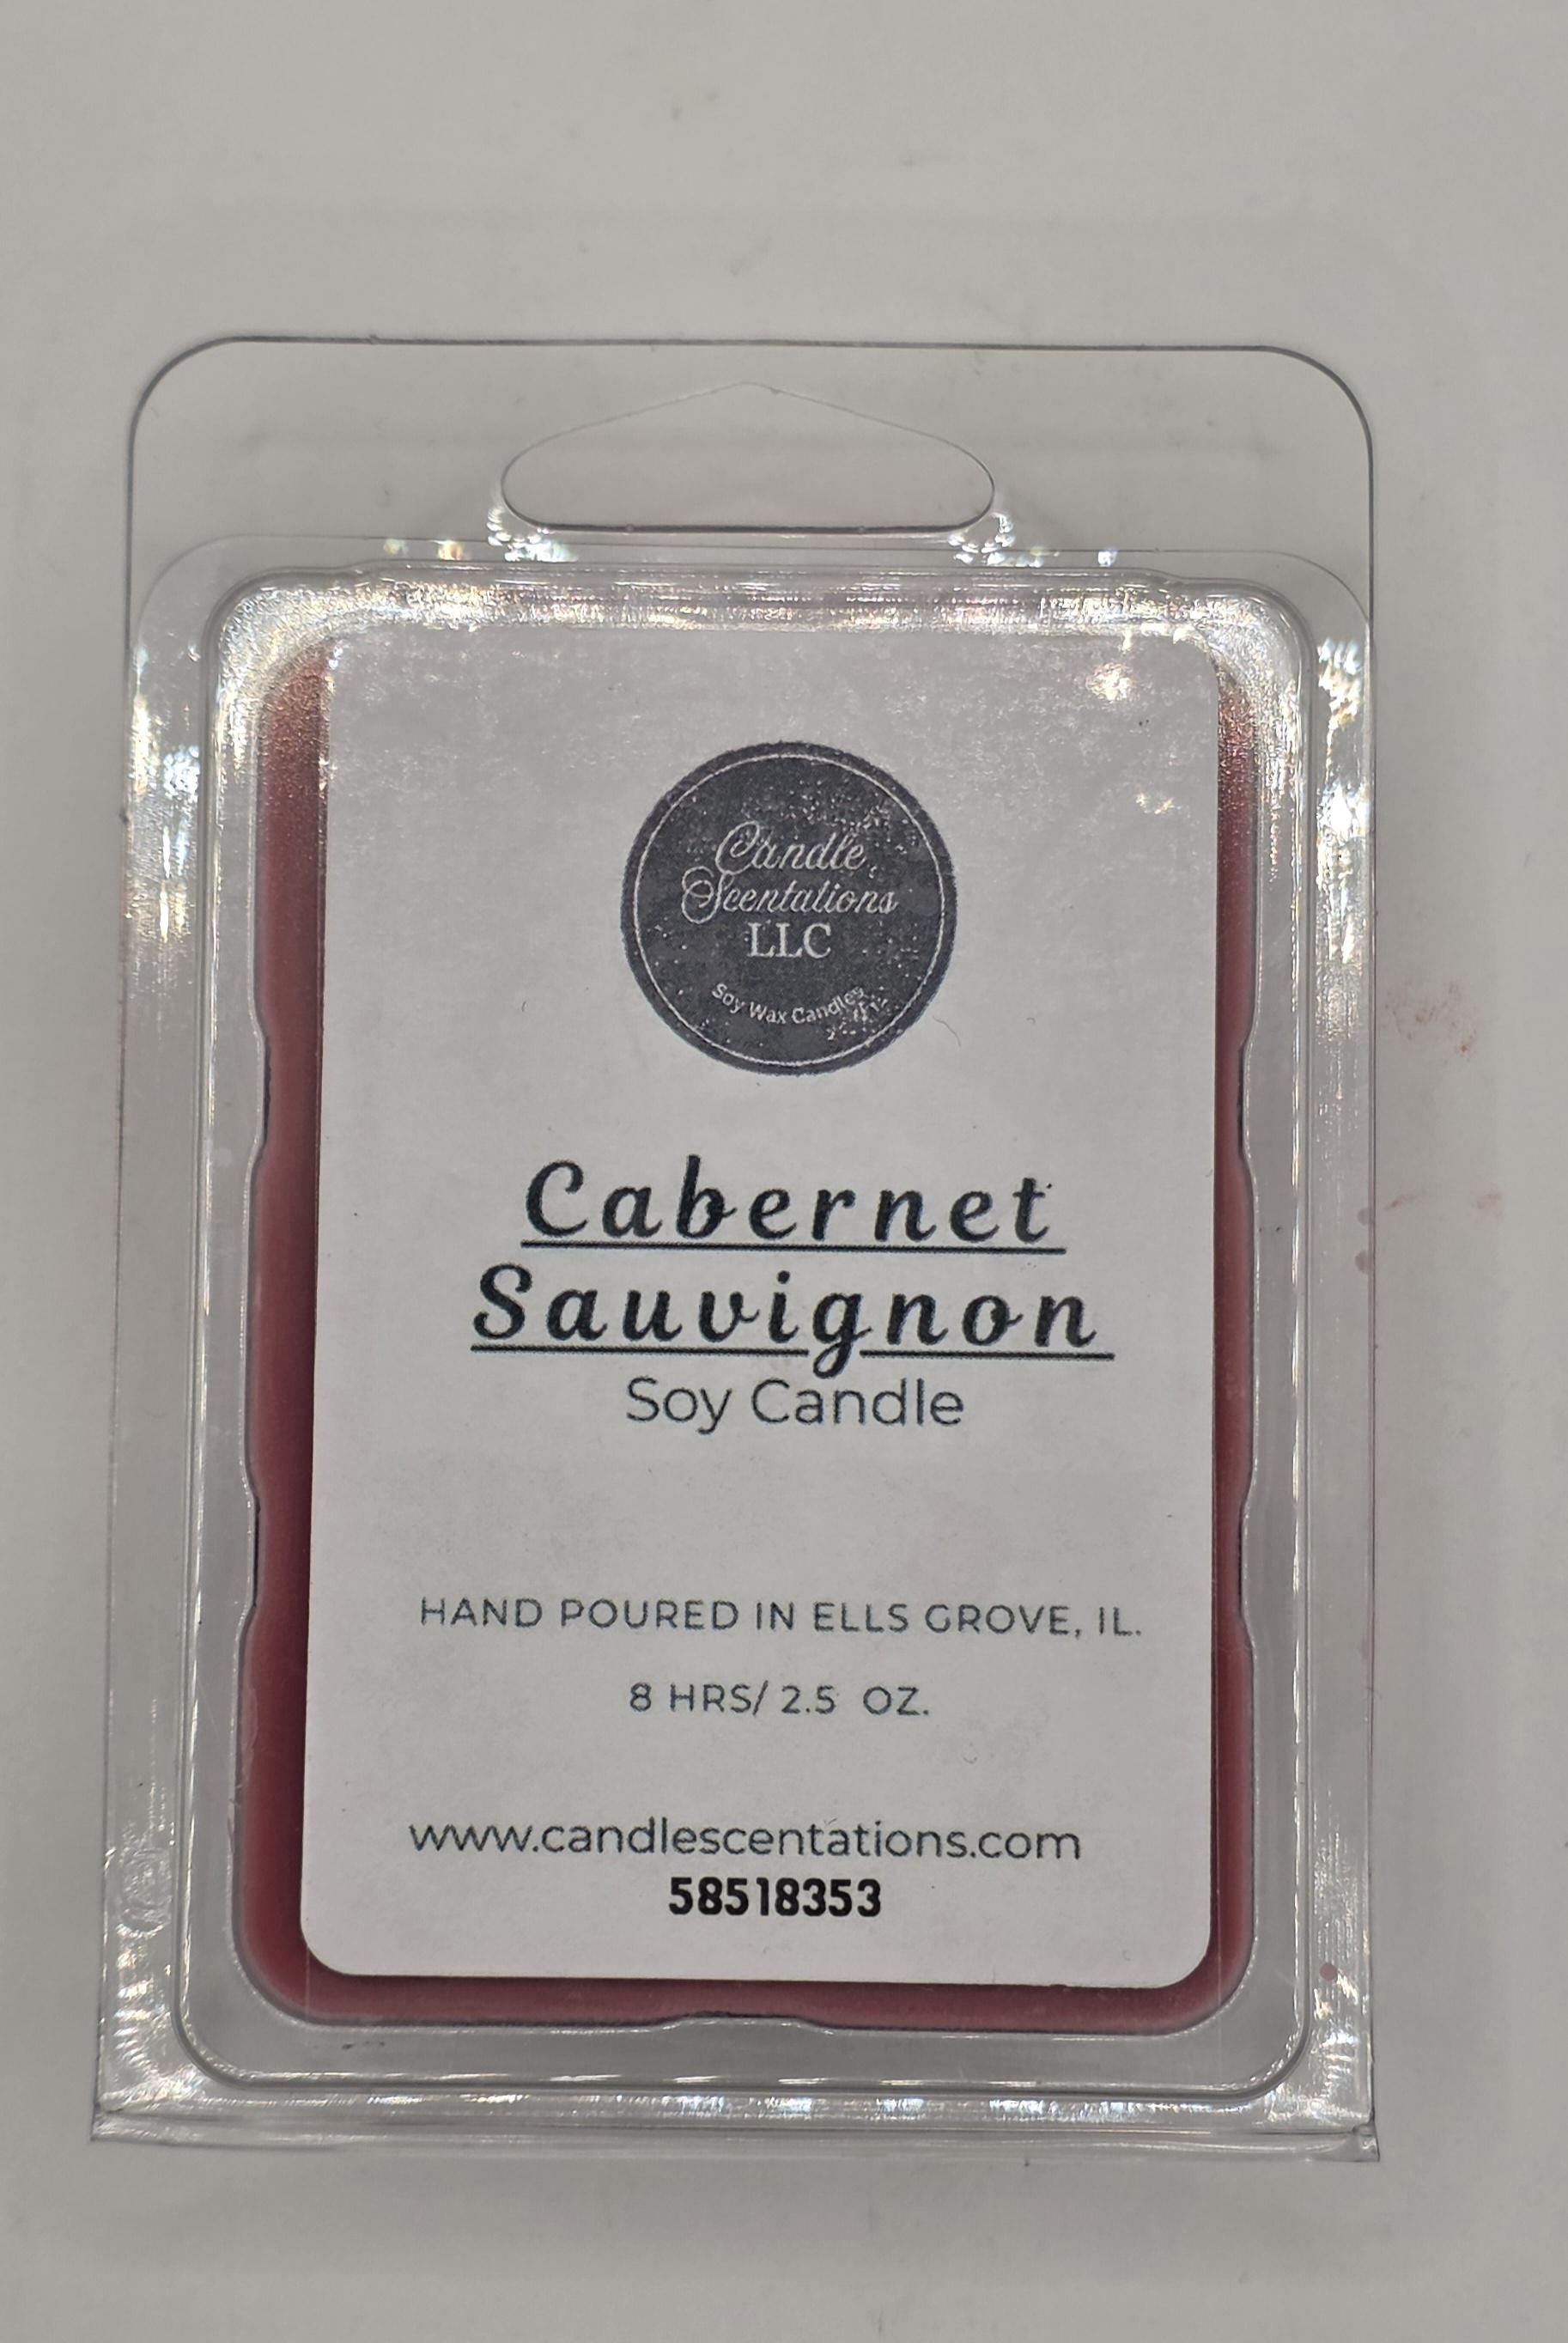 Candle
Scentations
LLC
Soy Wax Candles
Cabernet
Sauvignon
Soy Candle
HAND POURED IN ELLS GROVE, IL.
8 HRS/ 2.5 OZ.
www.candlescentations.com
58518353